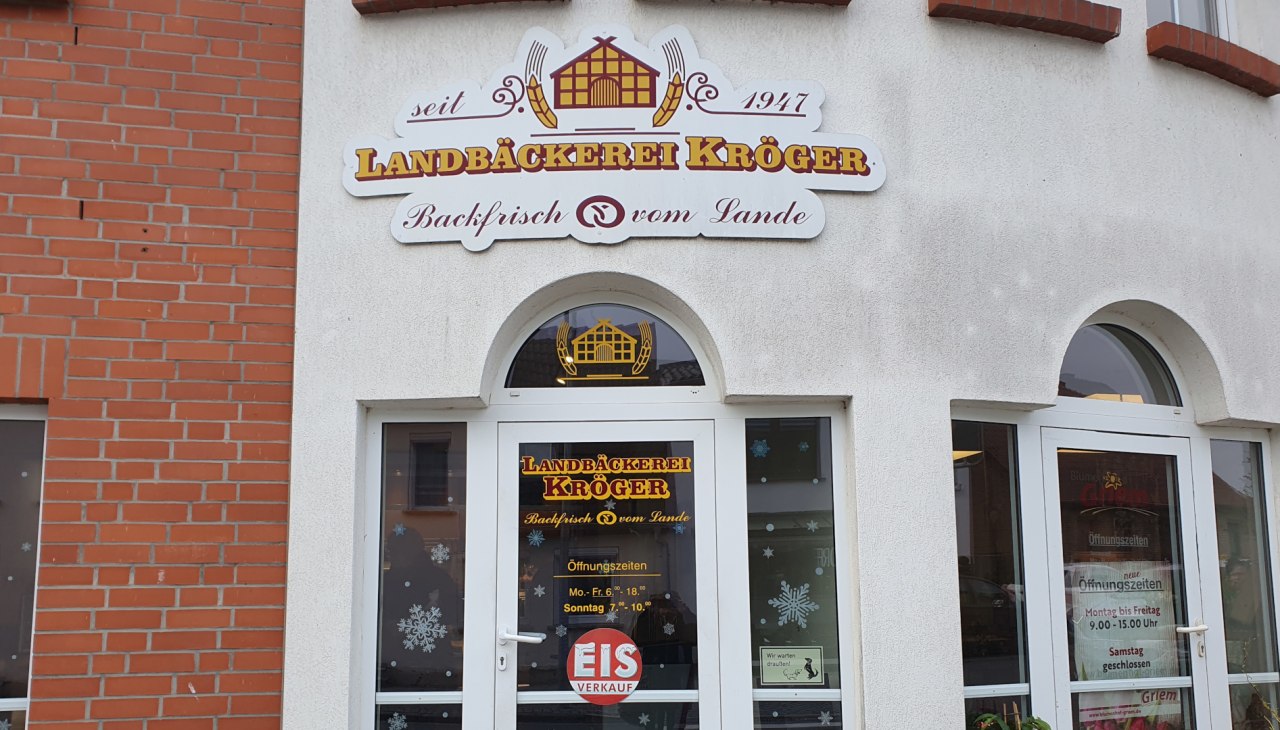 seit 1947
LANDBÄCKEREI KRÖGER
Backfrisch vom Lande
LANDBÄCKEREI
KRÖGER
Backfrisch vom Lande
Öffnungszeiten
Mo.- Fr. 6.⁰⁰- 18.⁰⁰
Sonntag 7.⁰⁰- 10.⁰⁰
EIS
VERKAUF
Wir warten
draußen!
Öffnungszeiten
neue
Öffnungszeiten
Montag bis Freitag
9.00 - 15.00 Uhr
Samstag
geschlossen
Griem